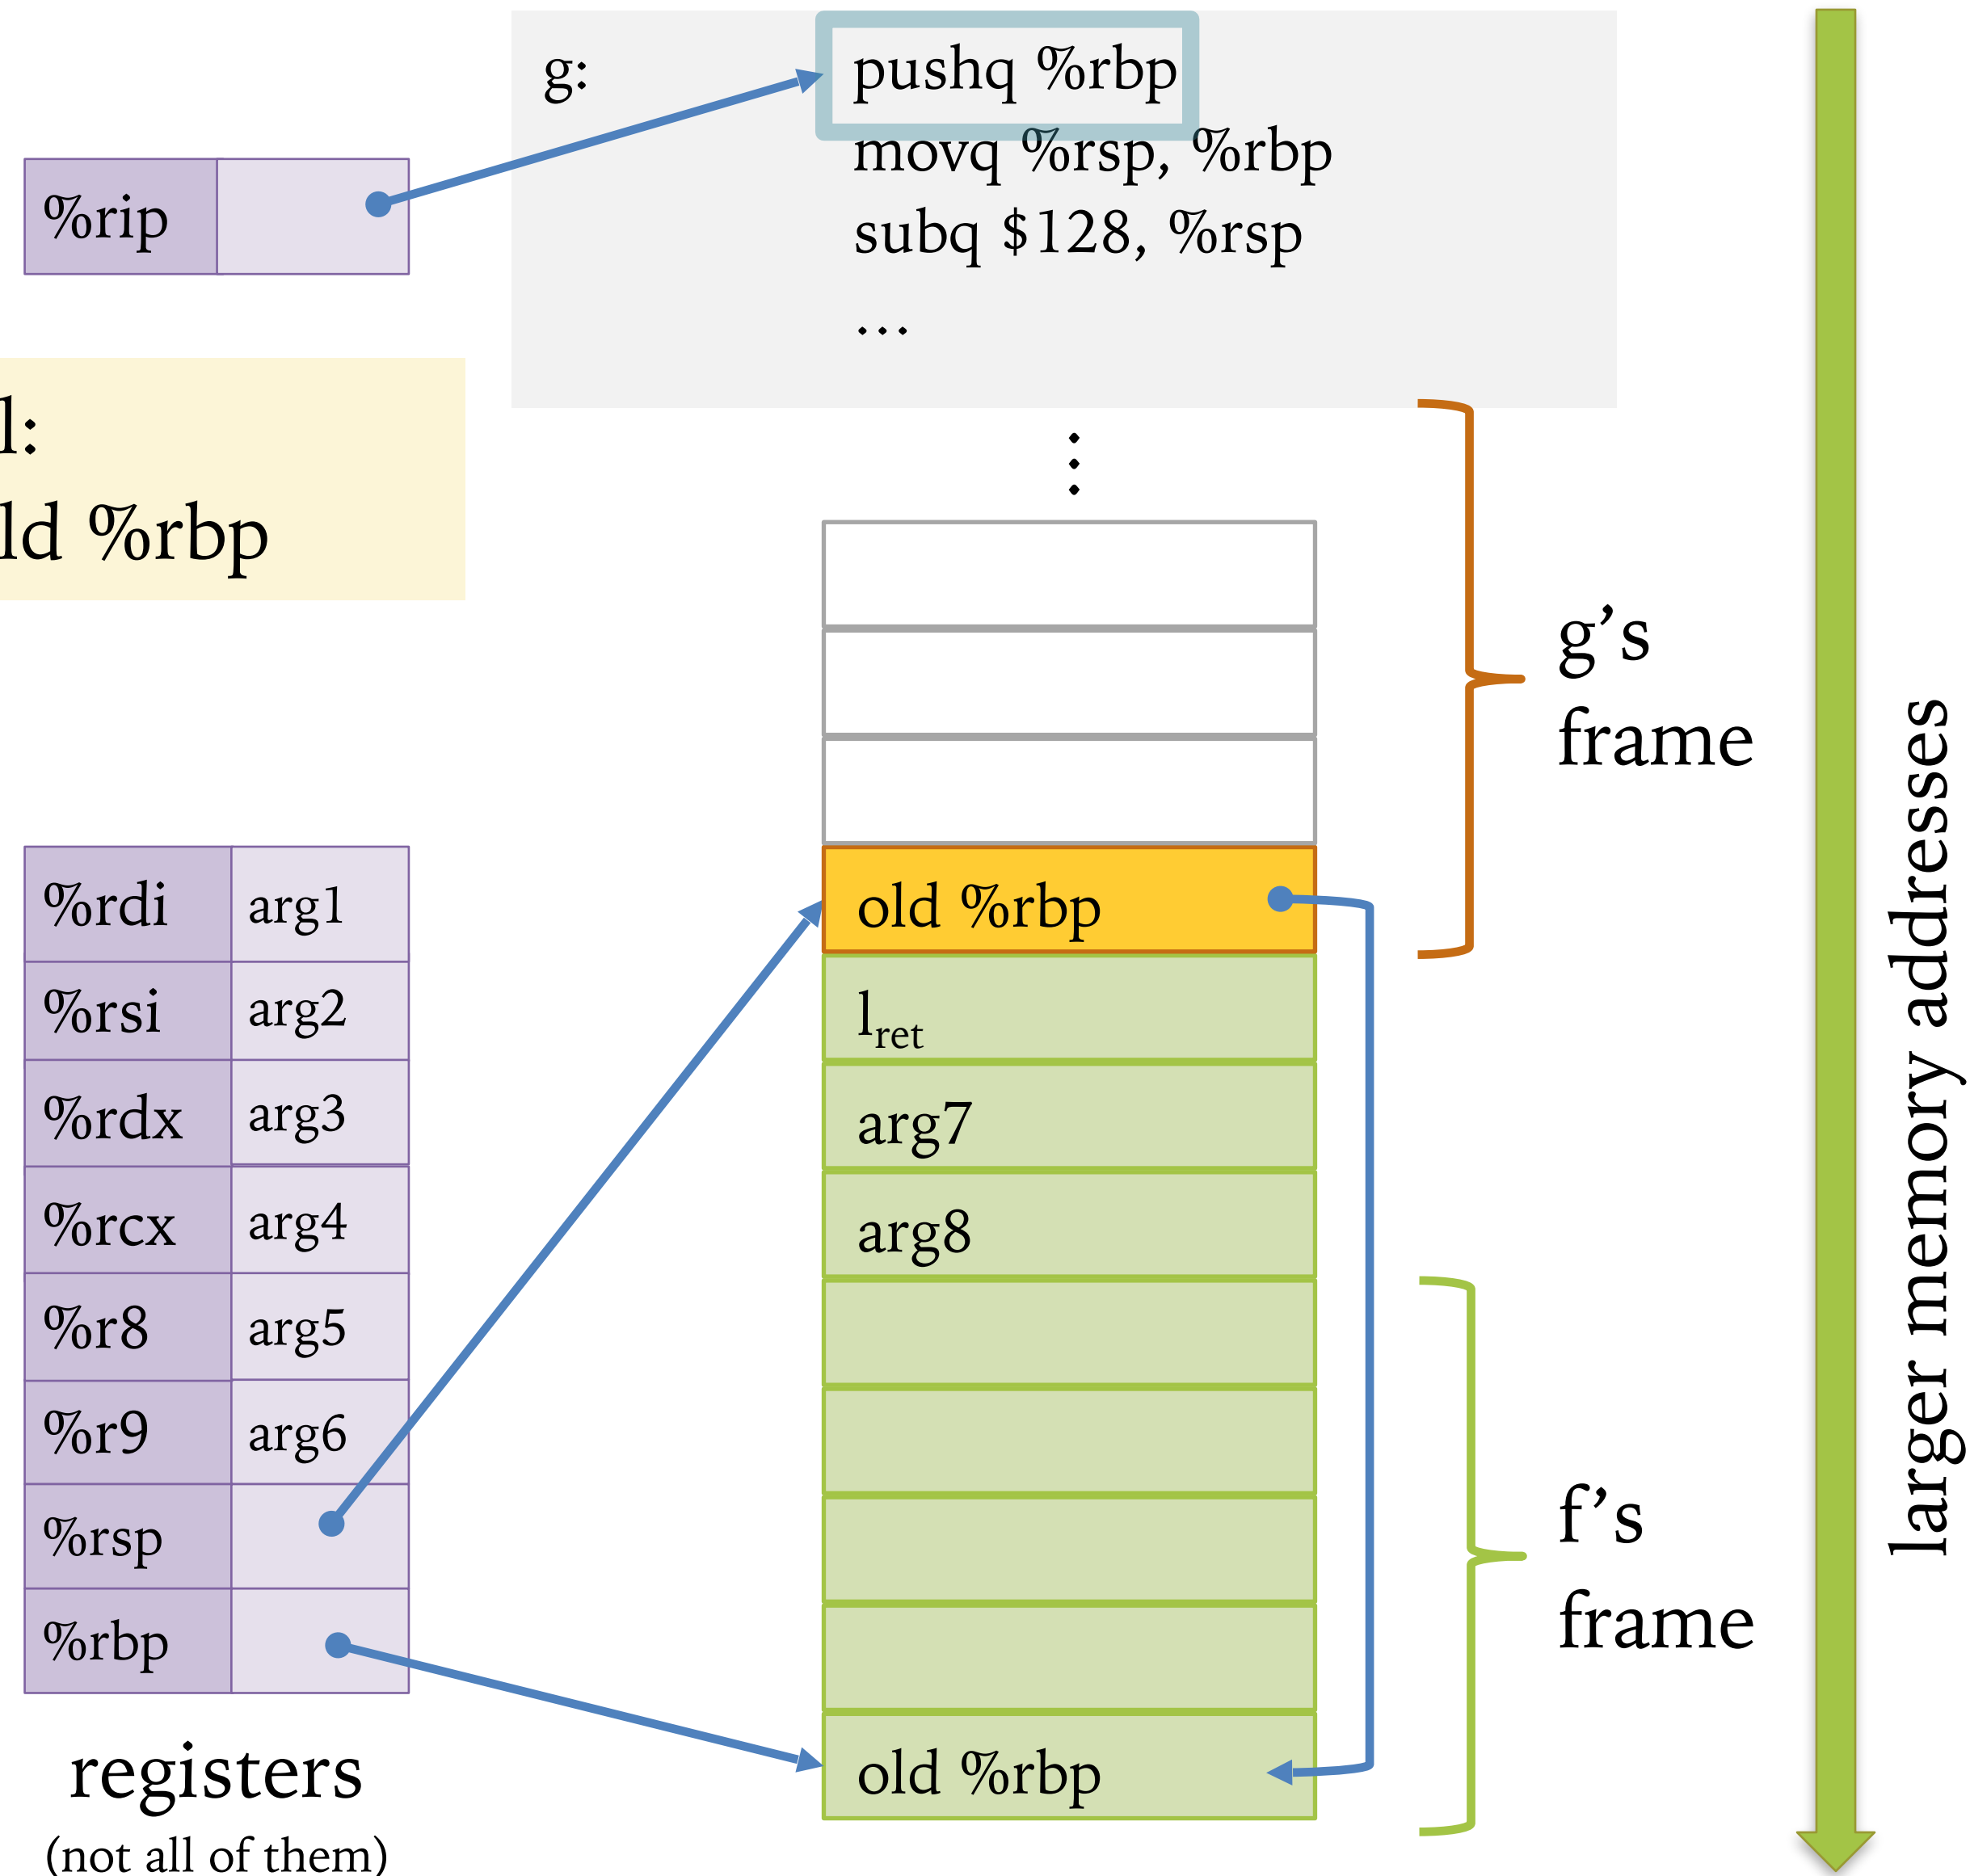 g:
pushq %rbp
movq %rsp, %rbp
subq $128, %rsp
...
%rip
l:
ld %rbp
g's
frame
old %rbp
l_ret
arg7
arg8
%rdi arg1
%rsi arg2
%rdx arg3
%rcx arg4
%r8 arg5
%r9 arg6
%rsp
%rbp
f's
frame
old %rbp
registers
(not all of them)
larger memory addresses